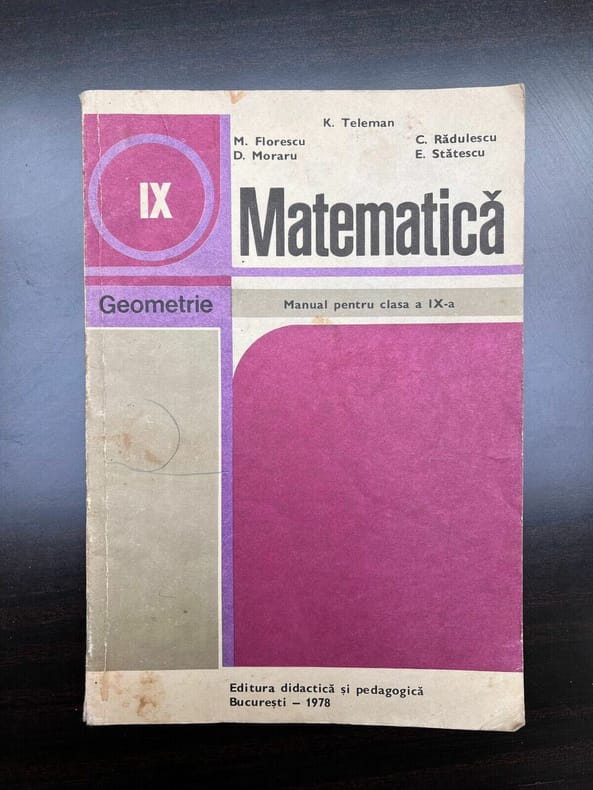 K. Teleman
M. Florescu
D. Moraru
C. Rădulescu
E. Stătescu
IX
Matematică
Geometrie
Manual pentru clasa a IX-a
Editura didactică și pedagogică
București – 1978